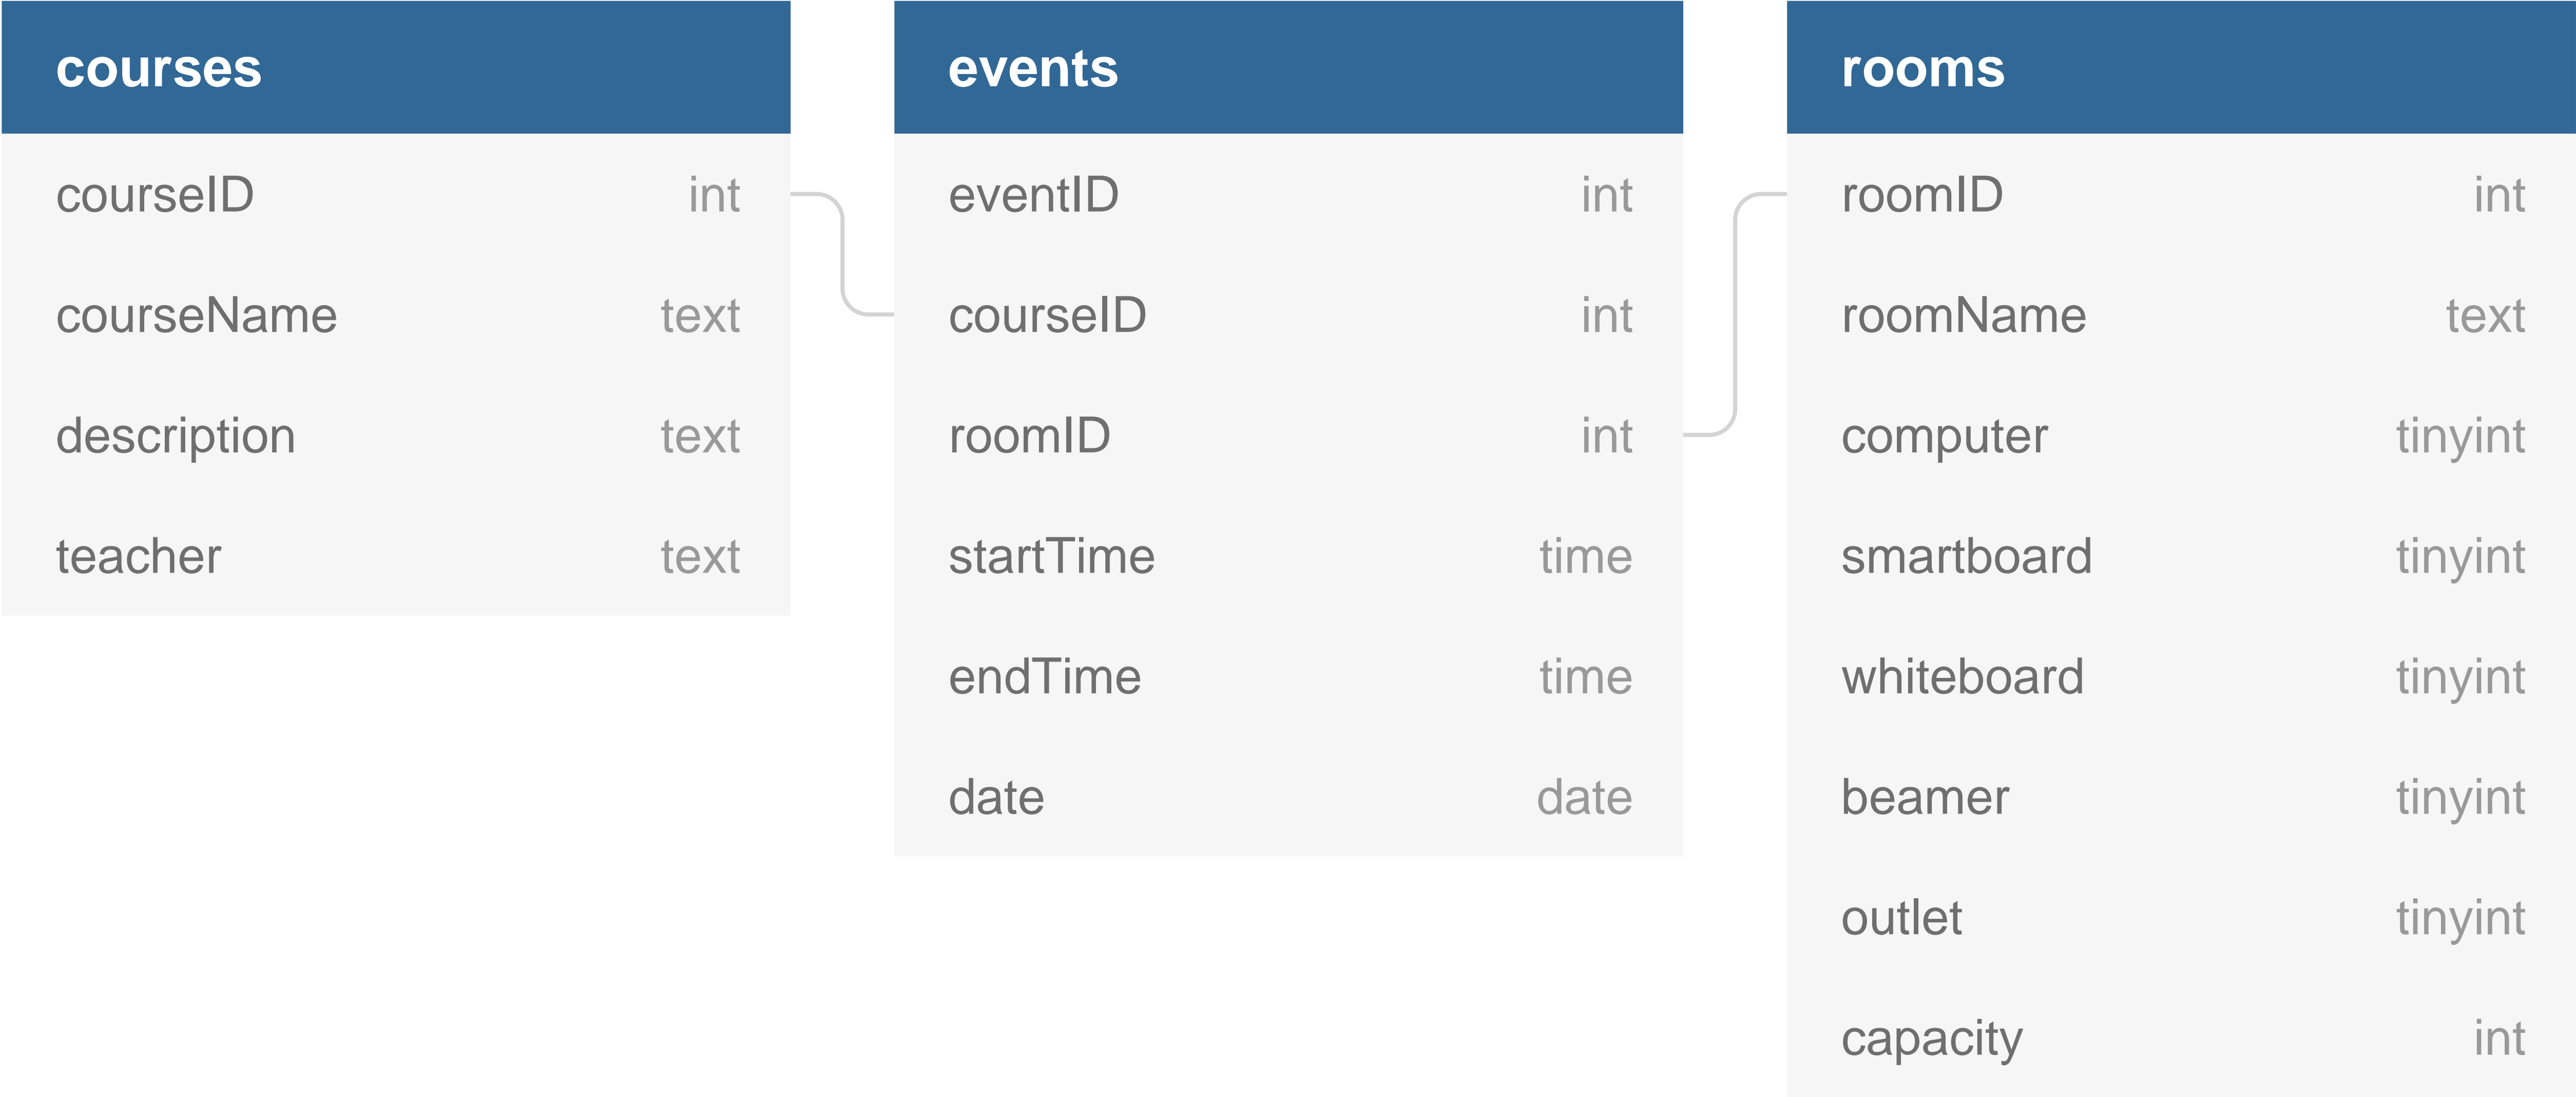 courses
courseID int
courseName text
description text
teacher text
events
eventID int
courseID int
roomID int
startTime time
endTime time
date date
rooms
roomID int
roomName text
computer tinyint
smartboard tinyint
whiteboard tinyint
beamer tinyint
outlet tinyint
capacity int